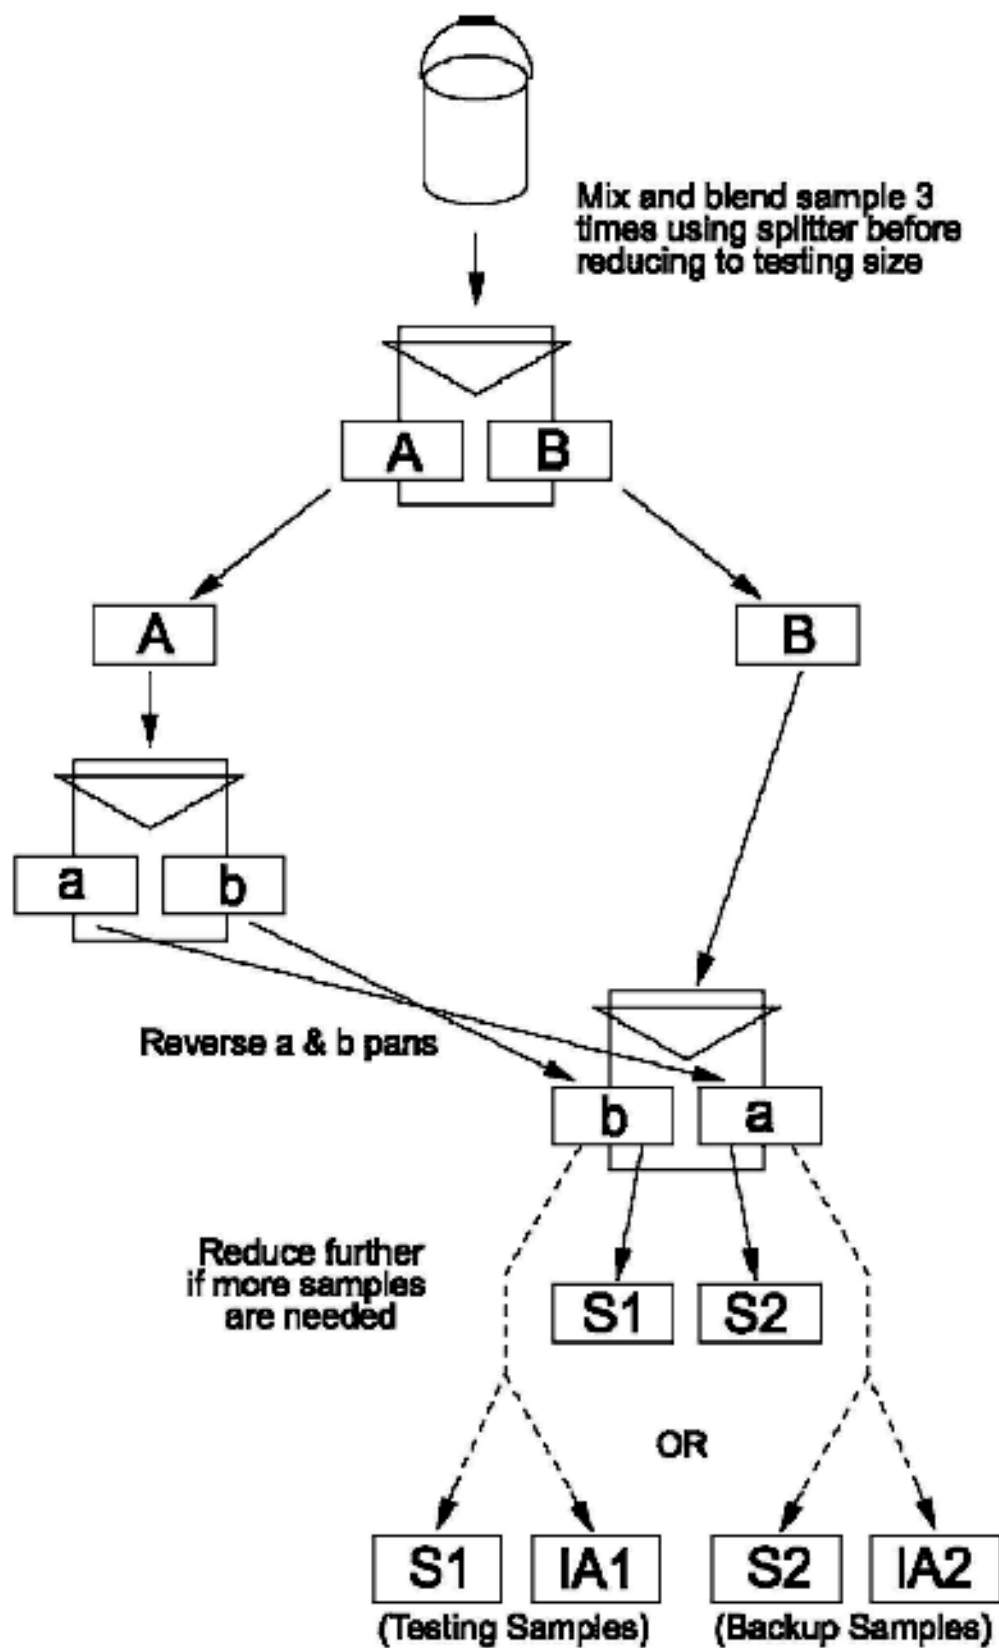 Mix and blend sample 3
times using splitter before
reducing to testing size
A B
A B
a b
Reverse a & b pans
b a
Reduce further
if more samples
are needed
S1 S2
OR
S1 IA1 S2 IA2
(Testing Samples) (Backup Samples)